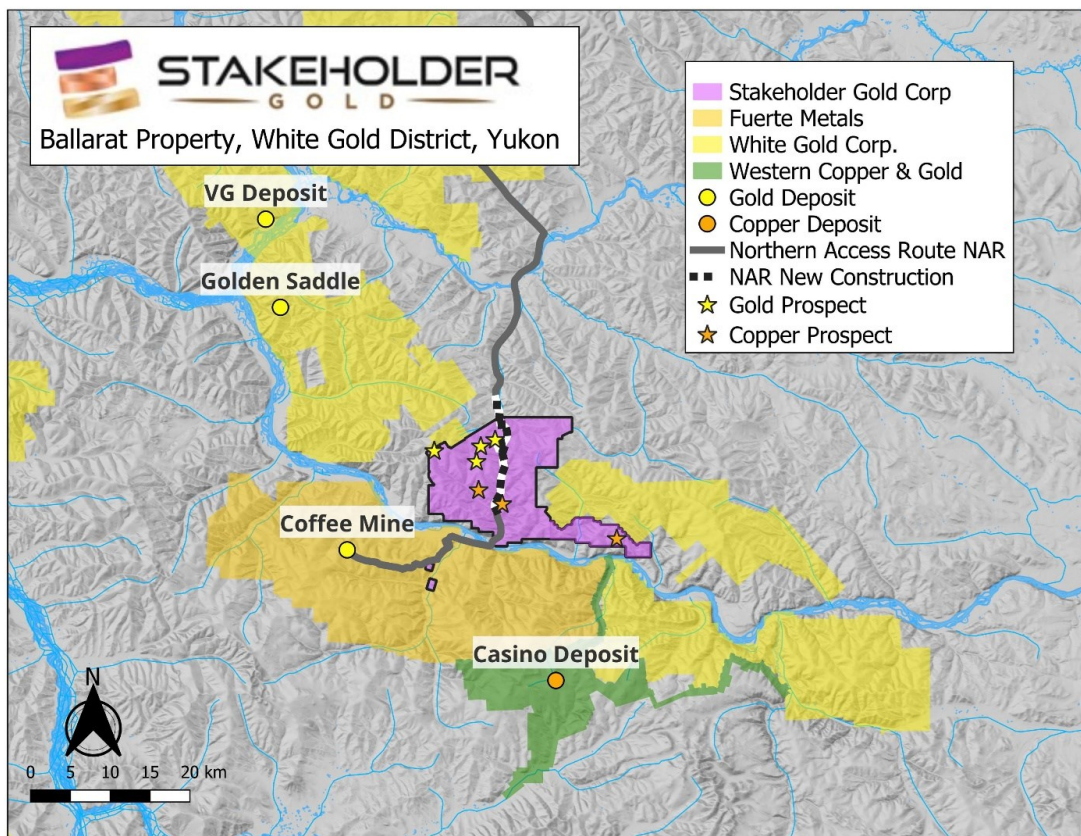 STAKEHOLDER
GOLD
Ballarat Property, White Gold District, Yukon
Stakeholder Gold Corp
Fuerte Metals
White Gold Corp.
Western Copper & Gold
Gold Deposit
Copper Deposit
Northern Access Route NAR
NAR New Construction
Gold Prospect
Copper Prospect
VG Deposit
Golden Saddle
Coffee Mine
Casino Deposit
N
0 5 10 15 20 km